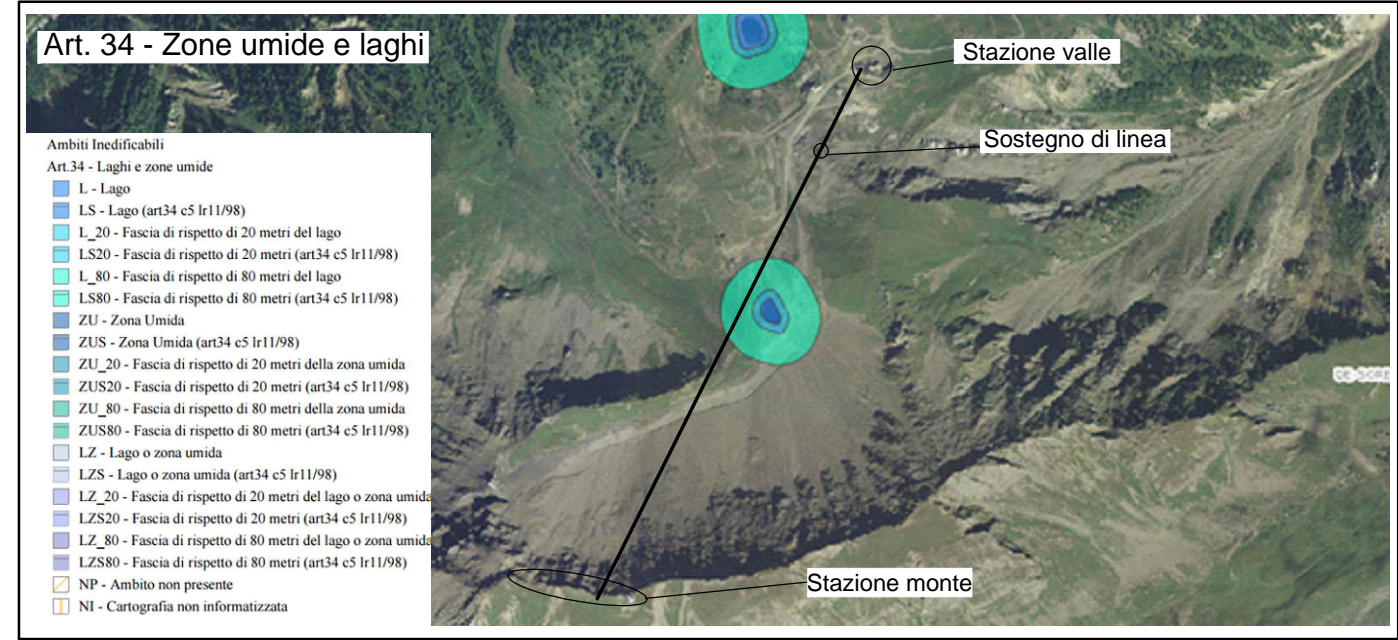 Art. 34 - Zone umide e laghi
Stazione valle
Sostegno di linea
Ambiti Inedificabili
Art.34 - Laghi e zone umide
L - Lago
LS - Lago (art34 c5 lr11/98)
L_20 - Fascia di rispetto di 20 metri del lago
LS20 - Fascia di rispetto di 20 metri (art34 c5 lr11/98)
L_80 - Fascia di rispetto di 80 metri del lago
LS80 - Fascia di rispetto di 80 metri (art34 c5 lr11/98)
ZU - Zona Umida
ZUS - Zona Umida (art34 c5 lr11/98)
ZU_20 - Fascia di rispetto di 20 metri della zona umida
ZUS20 - Fascia di rispetto di 20 metri (art34 c5 lr11/98)
ZU_80 - Fascia di rispetto di 80 metri della zona umida
ZUS80 - Fascia di rispetto di 80 metri (art34 c5 lr11/98)
LZ - Lago o zona umida
LZS - Lago o zona umida (art34 c5 lr11/98)
LZ_20 - Fascia di rispetto di 20 metri del lago o zona umida
LZS20 - Fascia di rispetto di 20 metri (art34 c5 lr11/98)
LZ_80 - Fascia di rispetto di 80 metri del lago o zona umida
LZS80 - Fascia di rispetto di 80 metri (art34 c5 lr11/98)
NP - Ambito non presente
NI - Cartografia non informatizzata
Stazione monte